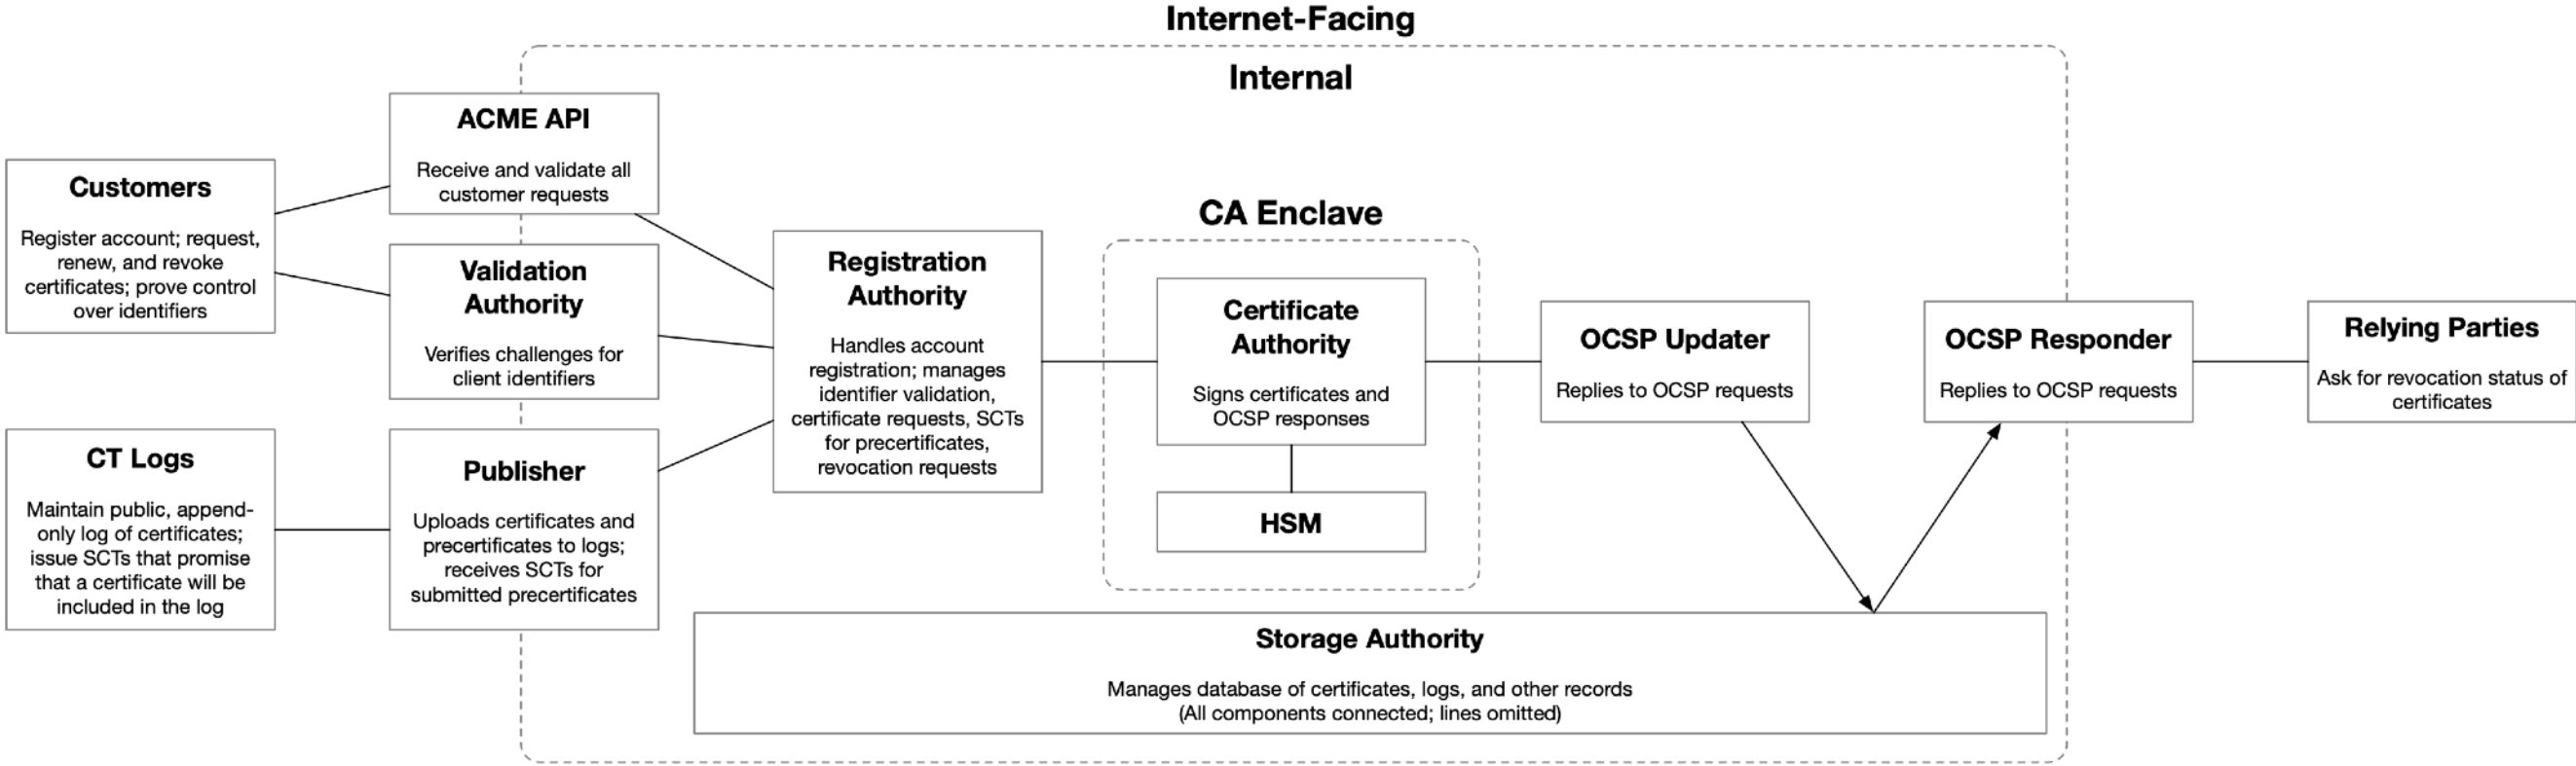 Internet-Facing
Internal
ACME API
Receive and validate all
customer requests
Customers
Register account; request,
renew, and revoke
certificates; prove control
over identifiers
Validation
Authority
Verifies challenges for
client identifiers
CT Logs
Maintain public, append-
only log of certificates;
issue SCTs that promise
that a certificate will be
included in the log
Publisher
Uploads certificates and
precertificates to logs;
receives SCTs for
submitted precertificates
Registration
Authority
Handles account
registration; manages
identifier validation,
certificate requests, SCTs
for precertificates,
revocation requests
CA Enclave
Certificate
Authority
Signs certificates and
OCSP responses
HSM
OCSP Updater
Replies to OCSP requests
OCSP Responder
Replies to OCSP requests
Relying Parties
Ask for revocation status of
certificates
Storage Authority
Manages database of certificates, logs, and other records
(All components connected; lines omitted)